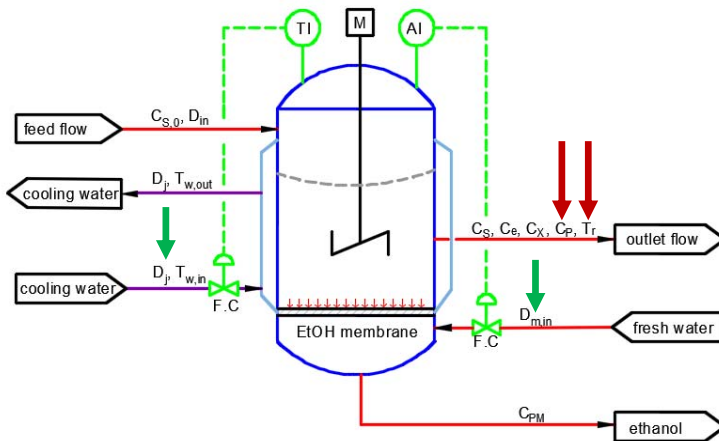 TI
M
AI
feed flow
C_S,0, D_in
cooling water
D_j, T_w,out
C_S, C_e, C_X, C_P, T_r
outlet flow
cooling water
D_j, T_w,in
F.C
EtOH membrane
F.C
D_m,in
fresh water
C_PM
ethanol